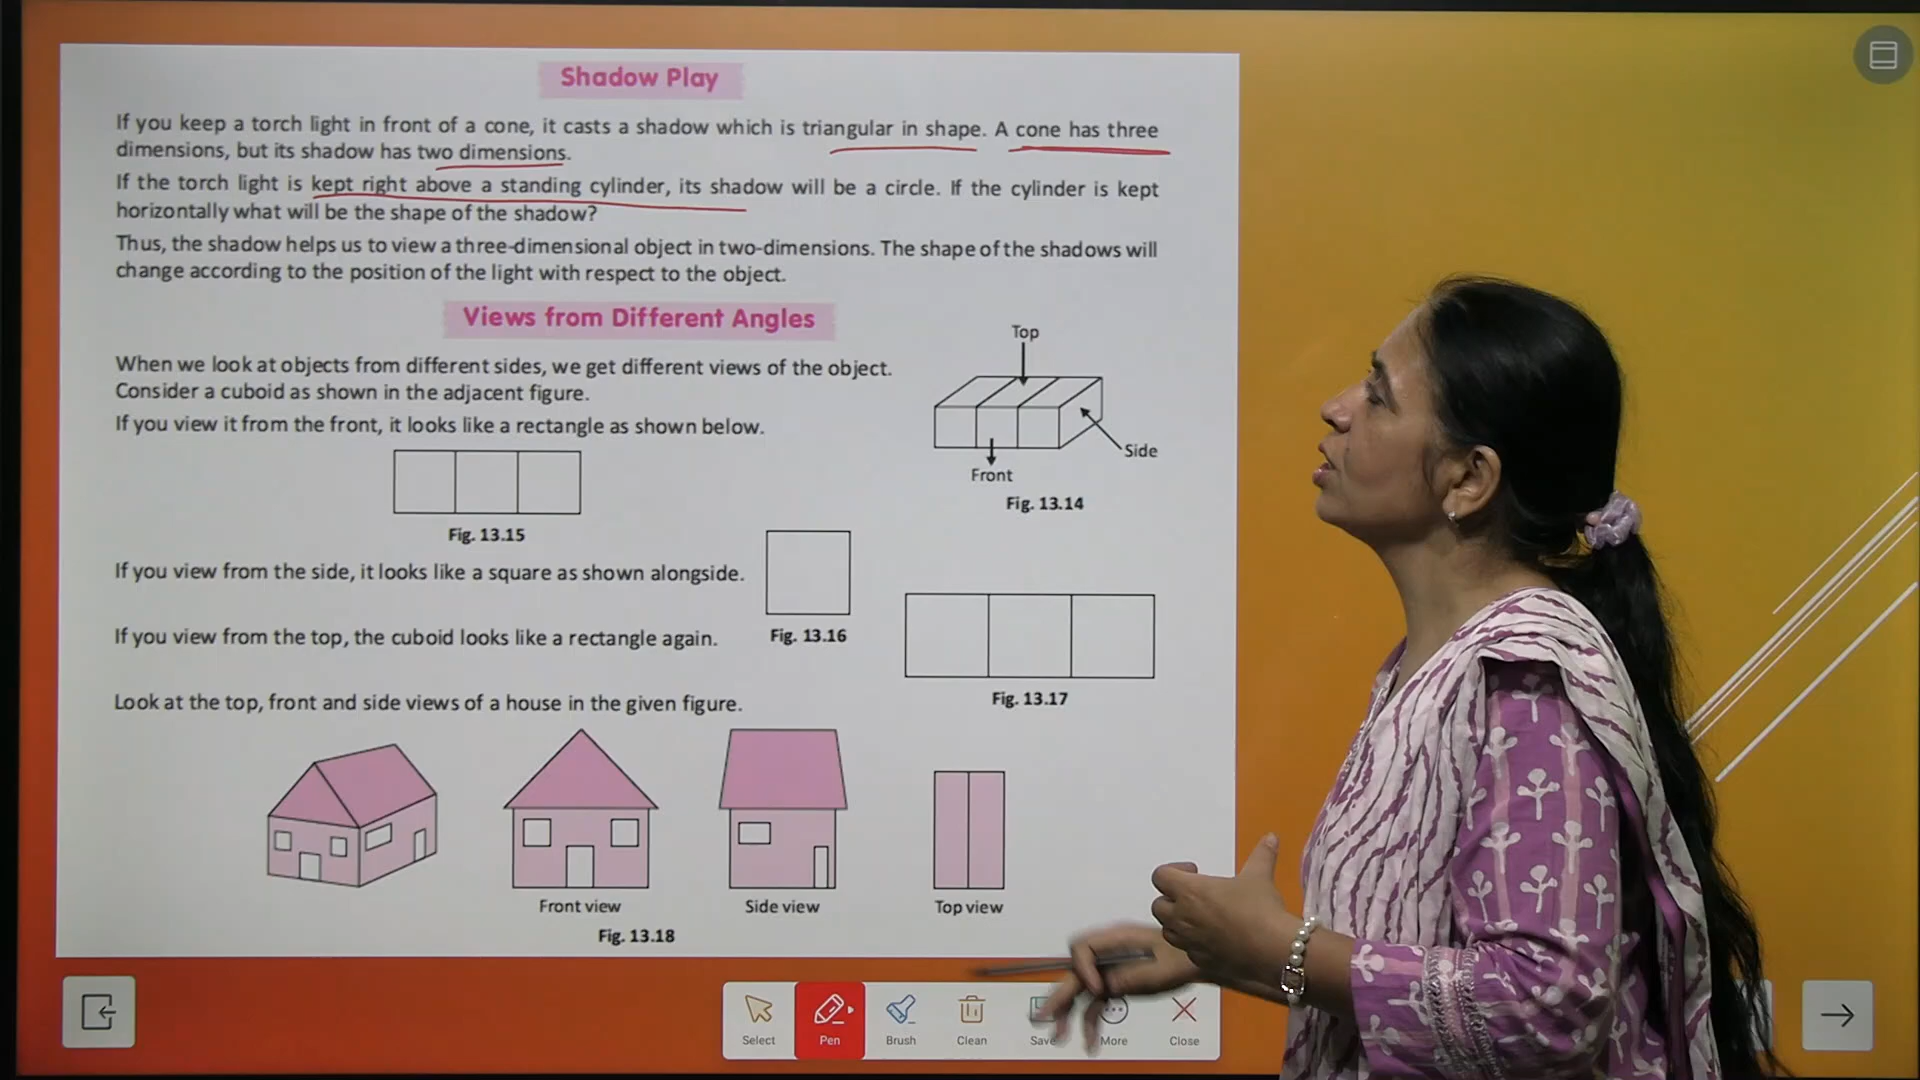 Shadow Play
If you keep a torch light in front of a cone, it casts a shadow which is triangular in shape. A cone has three
dimensions, but its shadow has two dimensions.
If the torch light is kept right above a standing cylinder, its shadow will be a circle. If the cylinder is kept
horizontally what will be the shape of the shadow?
Thus, the shadow helps us to view a three-dimensional object in two-dimensions. The shape of the shadows will
change according to the position of the light with respect to the object.
Views from Different Angles
Top
When we look at objects from different sides, we get different views of the object.
Consider a cuboid as shown in the adjacent figure.
If you view it from the front, it looks like a rectangle as shown below.
Side
Front
Fig. 13.14
Fig. 13.15
If you view from the side, it looks like a square as shown alongside.
If you view from the top, the cuboid looks like a rectangle again.
Fig. 13.16
Fig. 13.17
Look at the top, front and side views of a house in the given figure.
Front view
Side view
Top view
Fig. 13.18
Select
Pen
Brush
Clean
Save
More
Close